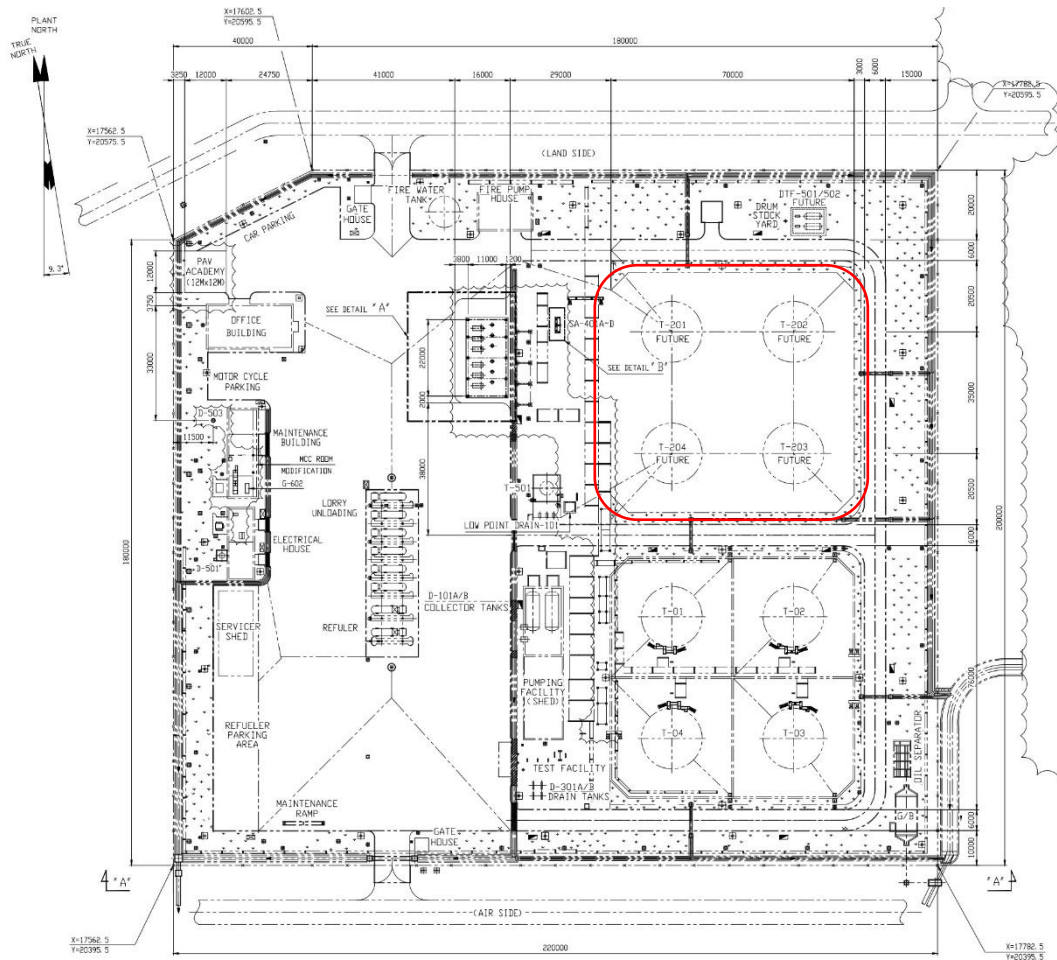 PLANT
NORTH
TRUE
NORTH
9.3°
X=17602.5
Y=20595.5
40000
180000
3250
12000
24750
41000
16000
29000
70000
3000
6000
15000
X=17782.5
Y=20595.5
X=17562.5
Y=20575.5
(LAND SIDE)
CAR PARKING
GATE
HOUSE
FIRE WATER
TANK
FIRE PUMP
HOUSE
DTF-501/502
FUTURE
DRUM
STOCK
YARD
20000
6000
20500
35000
20500
6000
76000
6000
10000
200000
180000
12000
3750
33000
PAV
ACADEMY
(12Mx12M)
OFFICE
BUILDING
MOTOR CYCLE
PARKING
SEE DETAIL "A"
3800
11000
1200
22000
2000
38000
SA-401A-D
SEE DETAIL "B"
T-201
FUTURE
T-202
FUTURE
T-204
FUTURE
T-203
FUTURE
D-503
11500
MAINTENANCE
BUILDING
MCC ROOM
MODIFICATION
G-602
LORRY
UNLOADING
T-501
LOW POINT DRAIN-101
ELECTRICAL
HOUSE
D-501
D-101A/B
COLLECTOR TANKS
REFULER
SERVICER
SHED
T-01
T-02
T-04
T-03
PUMPING
FACILITY
(SHED)
REFUELER
PARKING
AREA
TEST FACILITY
D-301A/B
DRAIN TANKS
OIL SEPARATOR
G/B
MAINTENANCE
RAMP
GATE
HOUSE
"A"
"A"
(AIR SIDE)
X=17562.5
Y=20395.5
220000
X=17782.5
Y=20395.5